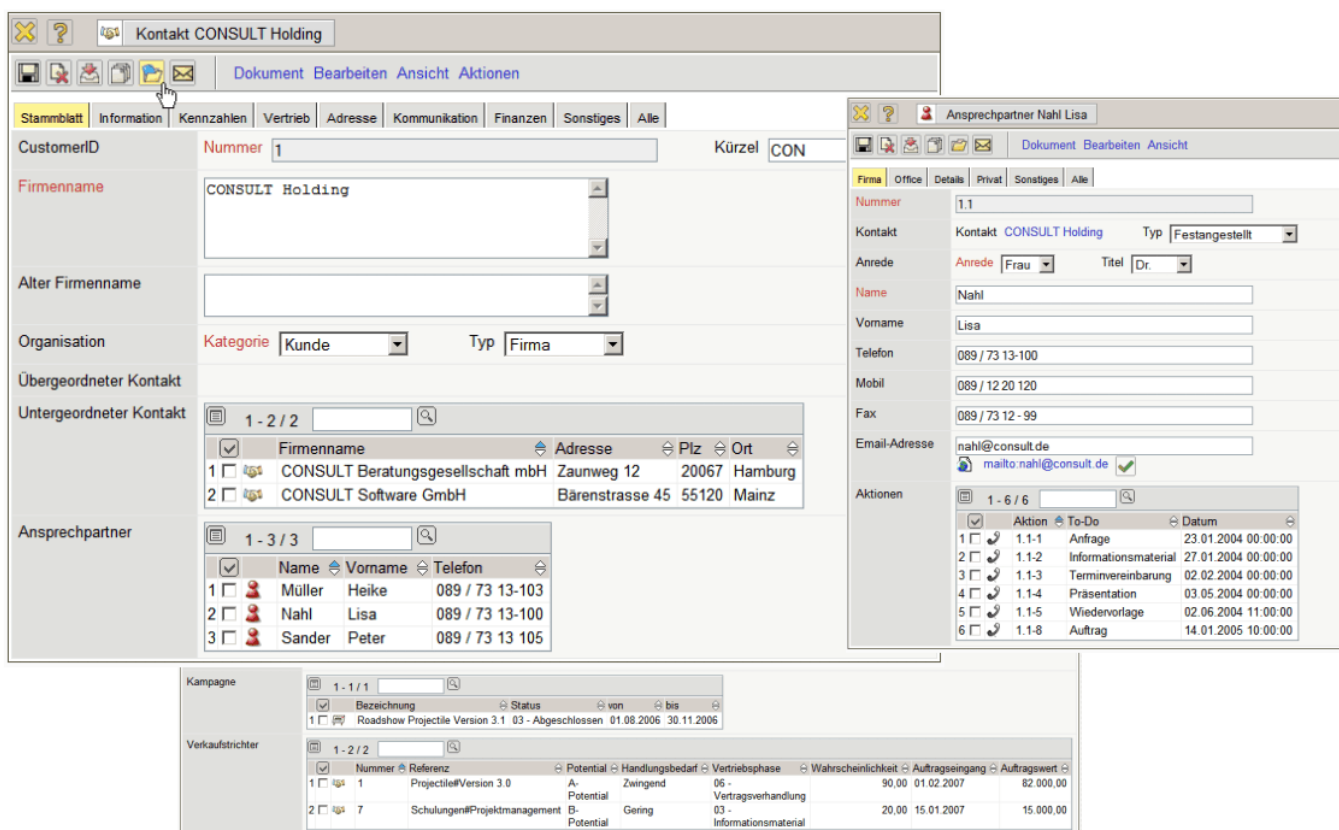 Kontakt CONSULT Holding
Dokument Bearbeiten Ansicht Aktionen
Stammblatt Information Kennzahlen Vertrieb Adresse Kommunikation Finanzen Sonstiges Alle
CustomerID Nummer 1 Kürzel CON
Firmenname CONSULT Holding
Alter Firmenname
Organisation Kategorie Kunde Typ Firma
Übergeordneter Kontakt
Untergeordneter Kontakt 1 - 2 / 2
Firmenname Adresse Plz Ort
1 CONSULT Beratungsgesellschaft mbH Zaunweg 12 20067 Hamburg
2 CONSULT Software GmbH Bärenstrasse 45 55120 Mainz
Ansprechpartner 1 - 3 / 3
Name Vorname Telefon
1 Müller Heike 089 / 73 13-103
2 Nahl Lisa 089 / 73 13-100
3 Sander Peter 089 / 73 13 105
Ansprechpartner Nahl Lisa
Dokument Bearbeiten Ansicht
Firma Office Details Privat Sonstiges Alle
Nummer 1.1
Kontakt Kontakt CONSULT Holding Typ Festangestellt
Anrede Anrede Frau Titel Dr.
Name Nahl
Vorname Lisa
Telefon 089 / 73 13-100
Mobil 089 / 12 20 120
Fax 089 / 73 12 - 99
Email-Adresse nahl@consult.de
mailto:nahl@consult.de
Aktionen 1 - 6 / 6
Aktion To-Do Datum
1 1.1-1 Anfrage 23.01.2004 00:00:00
2 1.1-2 Informationsmaterial 27.01.2004 00:00:00
3 1.1-3 Terminvereinbarung 02.02.2004 00:00:00
4 1.1-4 Präsentation 03.05.2004 00:00:00
5 1.1-5 Wiedervorlage 02.06.2004 11:00:00
6 1.1-8 Auftrag 14.01.2005 10:00:00
Kampagne 1 - 1 / 1
Bezeichnung Status von bis
1 Roadshow Projectile Version 3.1 03 - Abgeschlossen 01.08.2006 30.11.2006
Verkaufstrichter 1 - 2 / 2
Nummer Referenz Potential Handlungsbedarf Vertriebsphase Wahrscheinlichkeit Auftragseingang Auftragswert
1 1 Projectile#Version 3.0 A- Zwingend 06 - 90,00 01.02.2007 82.000,00
Potential Vertragsverhandlung
2 7 Schulungen#Projektmanagement B- Gering 03 - 20,00 15.01.2007 15.000,00
Potential Informationsmaterial